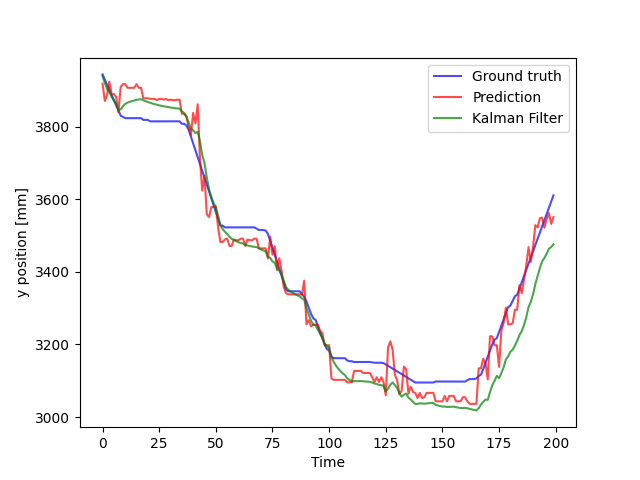 Ground truth
Prediction
Kalman Filter
y position [mm]
3800
3600
3400
3200
3000
0 25 50 75 100 125 150 175 200
Time